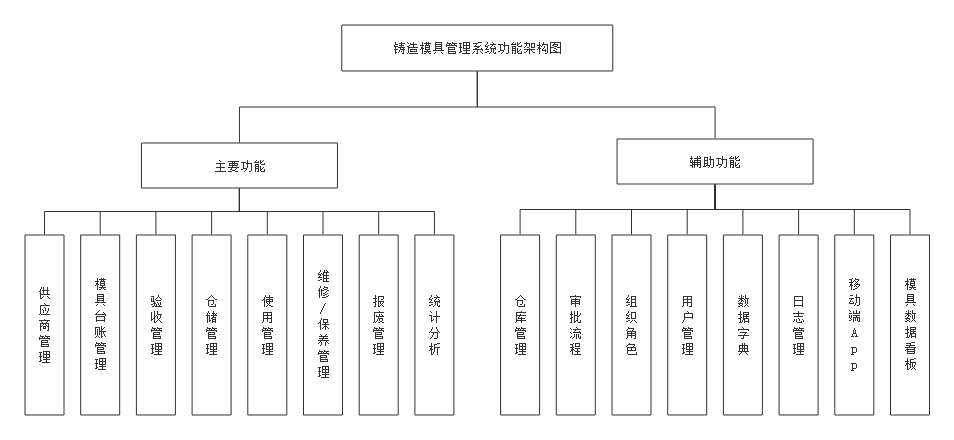 铸造模具管理系统功能架构图
主要功能
辅助功能
供应商管理
模具台账管理
验收管理
仓储管理
使用管理
维修/保养管理
报废管理
统计分析
仓库管理
审批流程
组织角色
用户管理
数据字典
日志管理
移动端App
模具数据看板